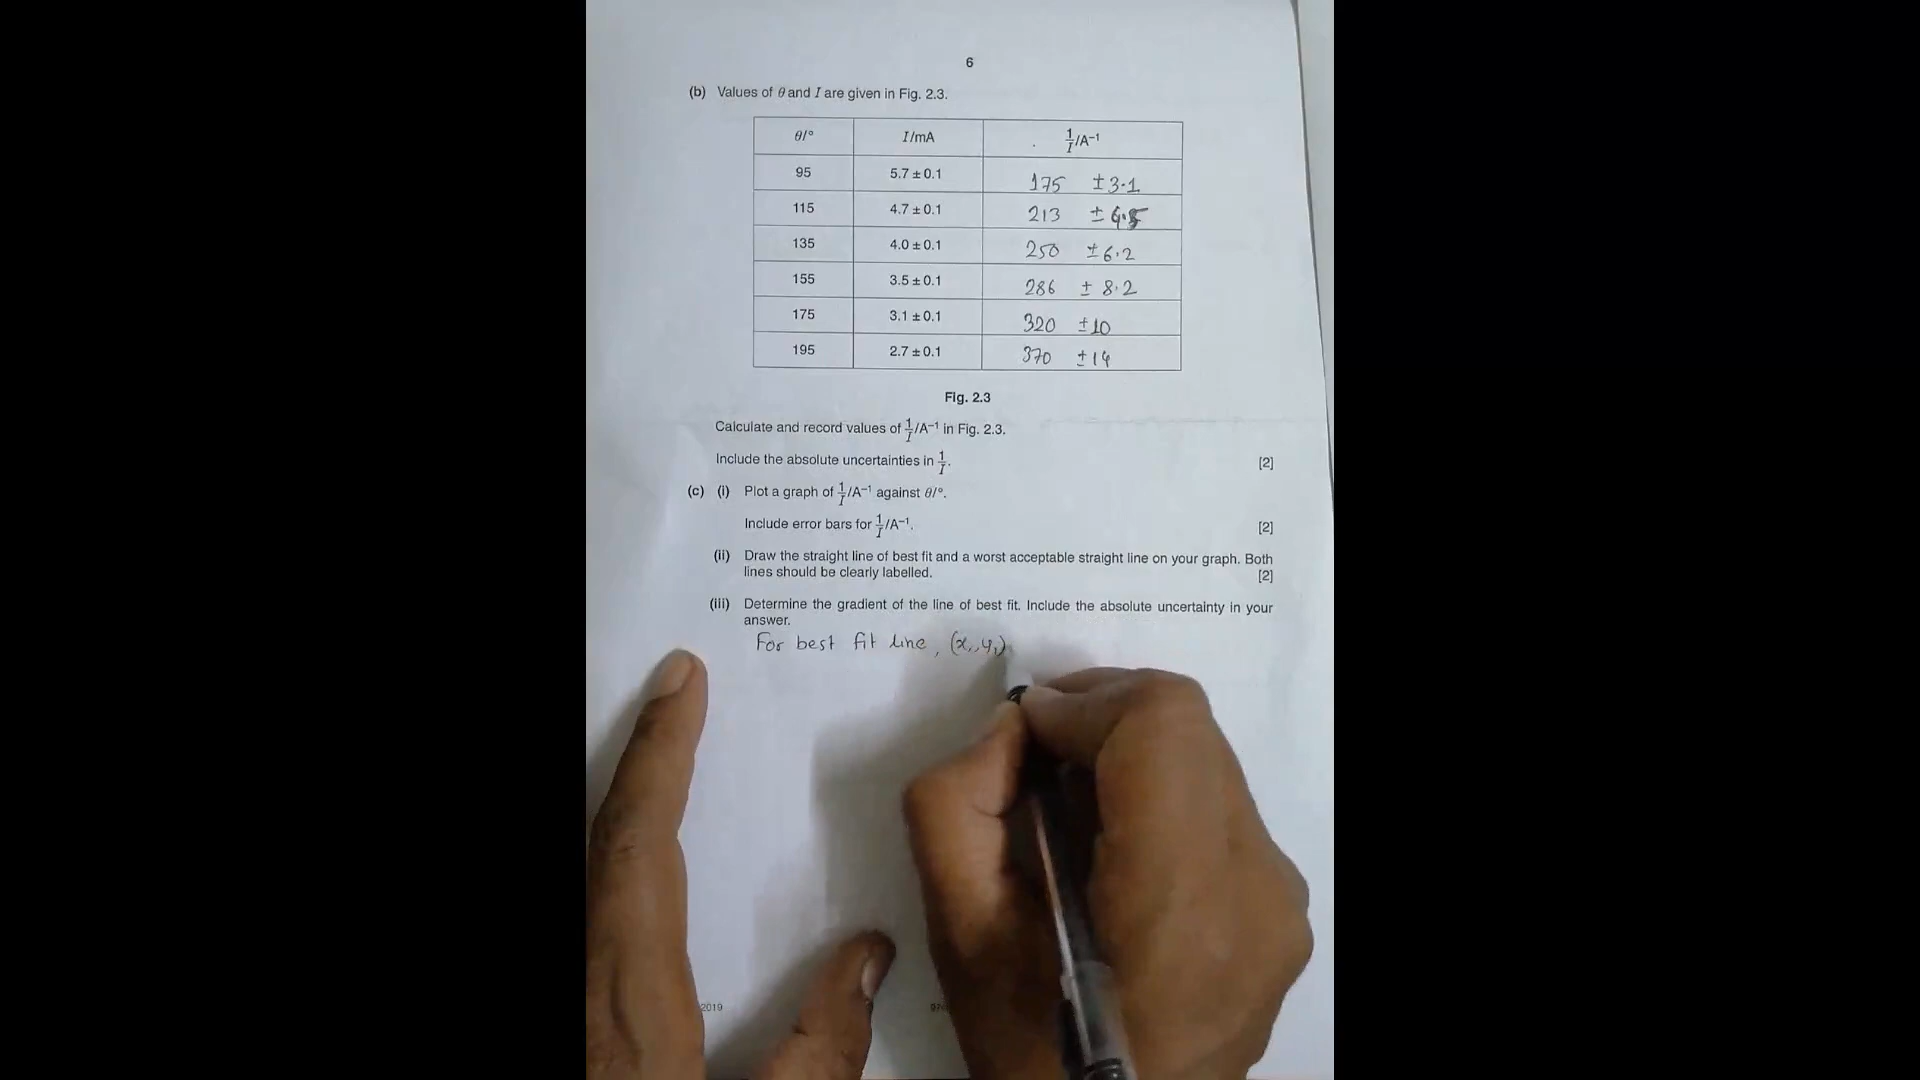 6
(b) Values of θ and I are given in Fig. 2.3.
θ/° I/mA 1/I /A⁻¹
95 5.7 ± 0.1 175 ± 3.1
115 4.7 ± 0.1 213 ±
135 4.0 ± 0.1 250 ± 6.2
155 3.5 ± 0.1 286 ± 8.2
175 3.1 ± 0.1 320 ± 10
195 2.7 ± 0.1 370 ± 14
Fig. 2.3
Calculate and record values of 1/I /A⁻¹ in Fig. 2.3.
Include the absolute uncertainties in 1/I. [2]
(c) (i) Plot a graph of 1/I /A⁻¹ against θ/°.
Include error bars for 1/I /A⁻¹. [2]
(ii) Draw the straight line of best fit and a worst acceptable straight line on your graph. Both
lines should be clearly labelled. [2]
(iii) Determine the gradient of the line of best fit. Include the absolute uncertainty in your
answer.
For best fit line, (x₁, y₁)
2019